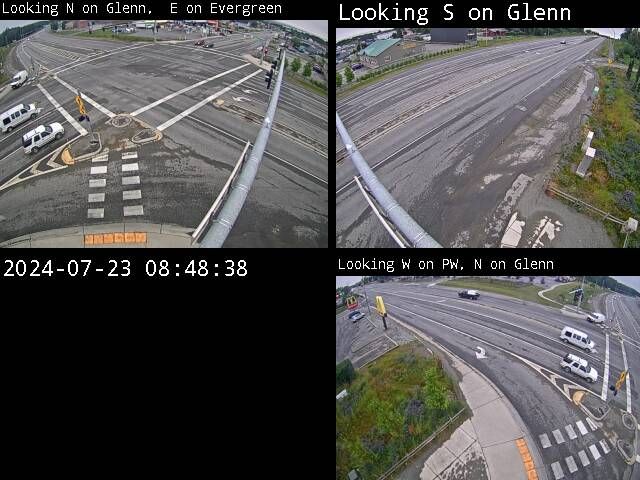 Looking N on Glenn,  E on Evergreen
Looking S on Glenn
2024-07-23 08:48:38
Looking W on PW, N on Glenn